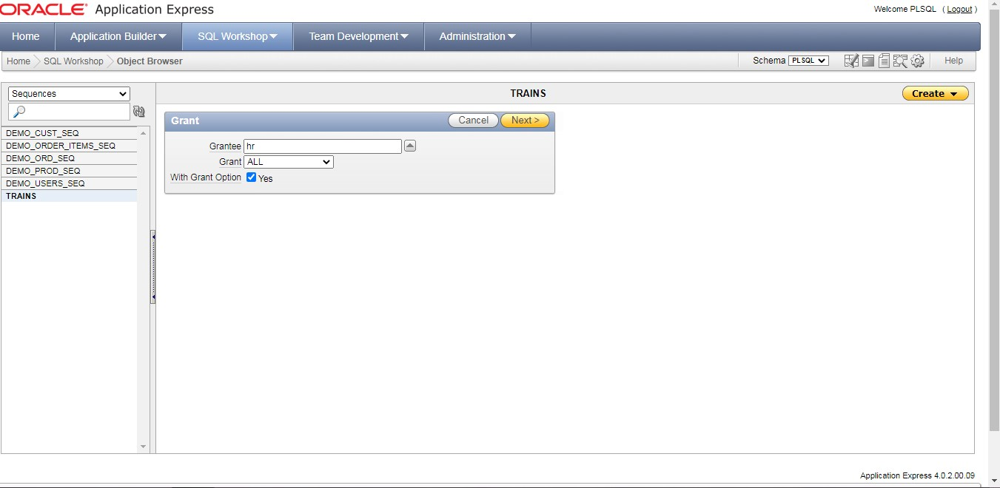 ORACLE Application Express
Welcome PLSQL ( Logout )
Home Application Builder SQL Workshop Team Development Administration
Home SQL Workshop Object Browser Schema PLSQL Help
Sequences TRAINS Create
Grant Cancel Next >
DEMO_CUST_SEQ
DEMO_ORDER_ITEMS_SEQ
DEMO_ORD_SEQ
DEMO_PROD_SEQ
DEMO_USERS_SEQ
TRAINS
Grantee hr
Grant ALL
With Grant Option Yes
Application Express 4.0.2.00.09